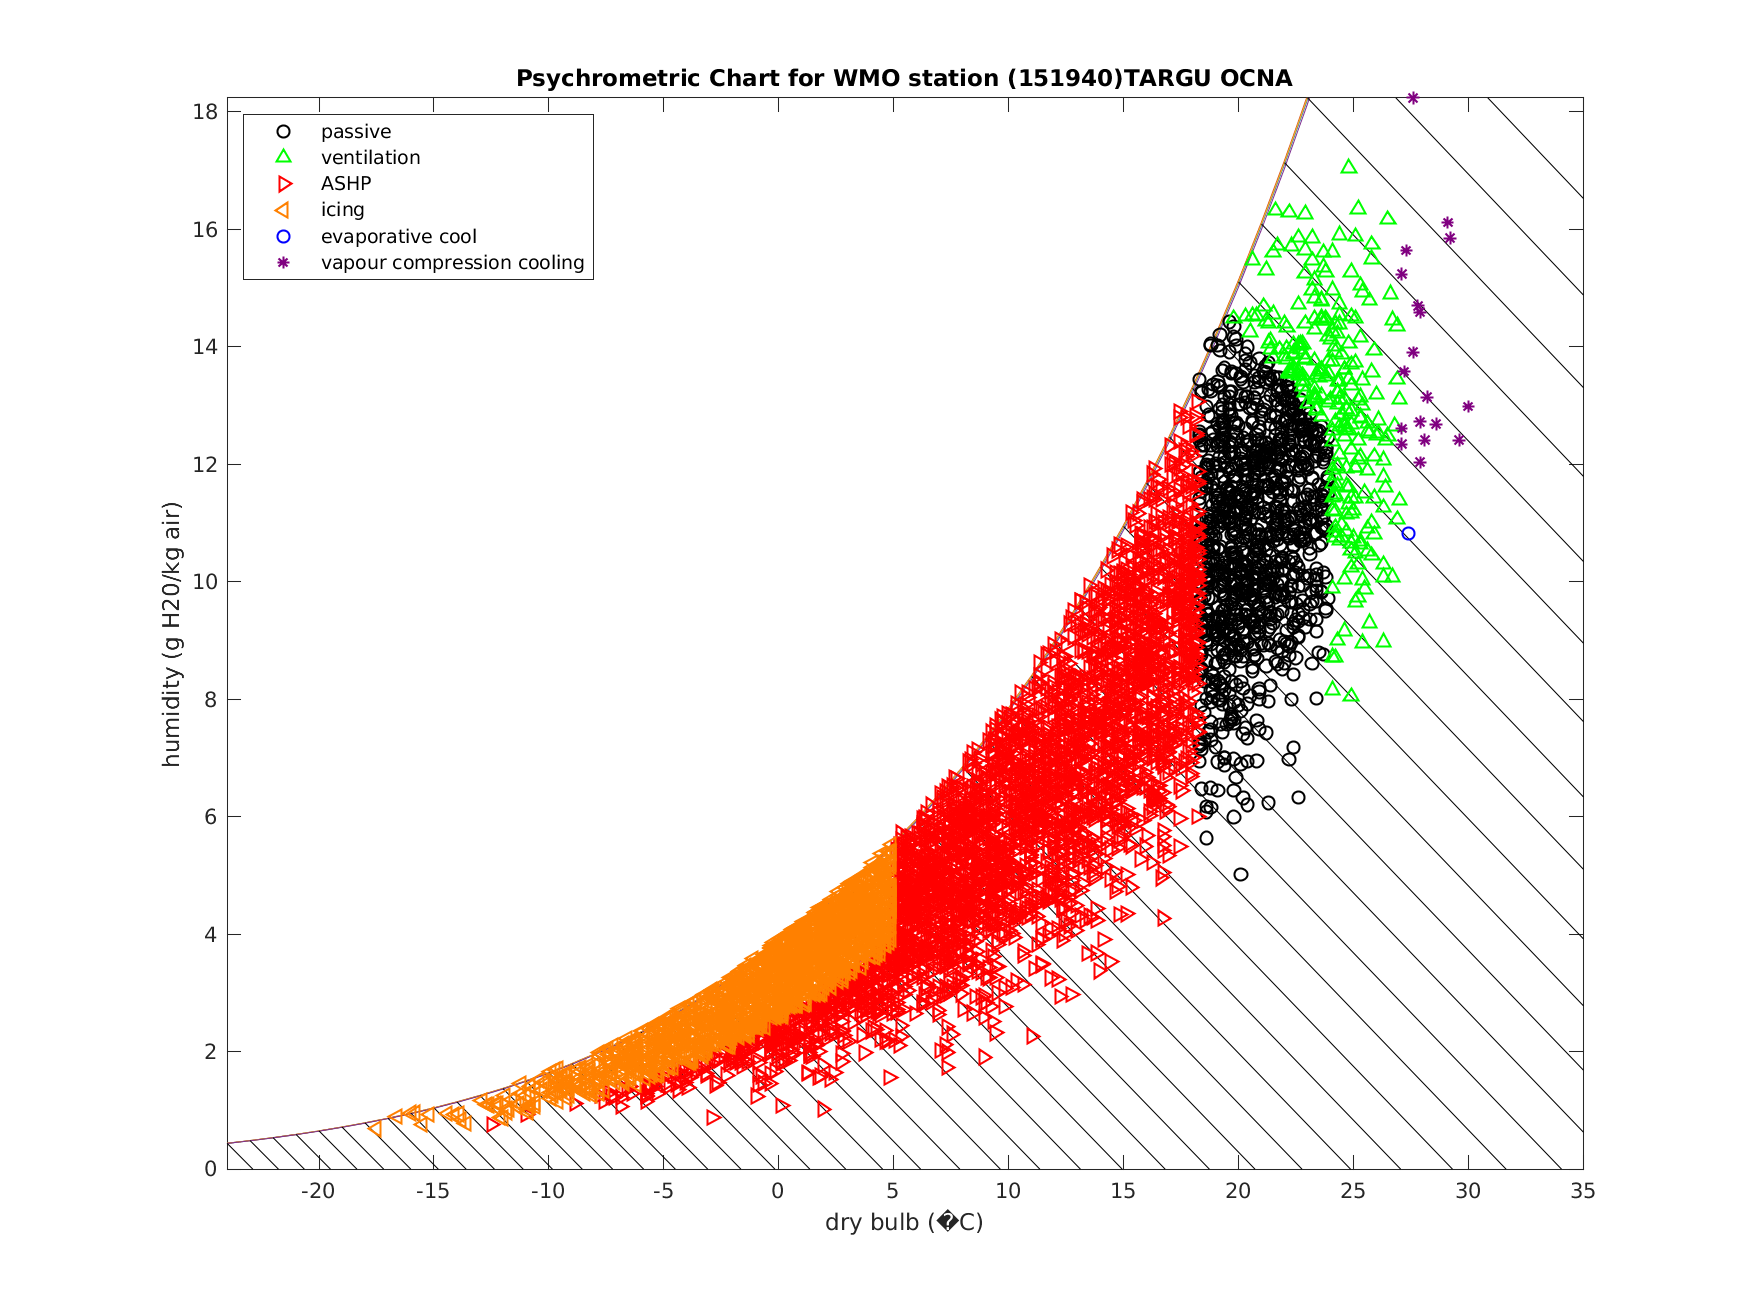 Psychrometric Chart for WMO station (151940)TARGU OCNA
passive
ventilation
ASHP
icing
evaporative cool
vapour compression cooling
humidity (g H20/kg air)
18
16
14
12
10
8
6
4
2
0
-20 -15 -10 -5 0 5 10 15 20 25 30 35
dry bulb (�C)